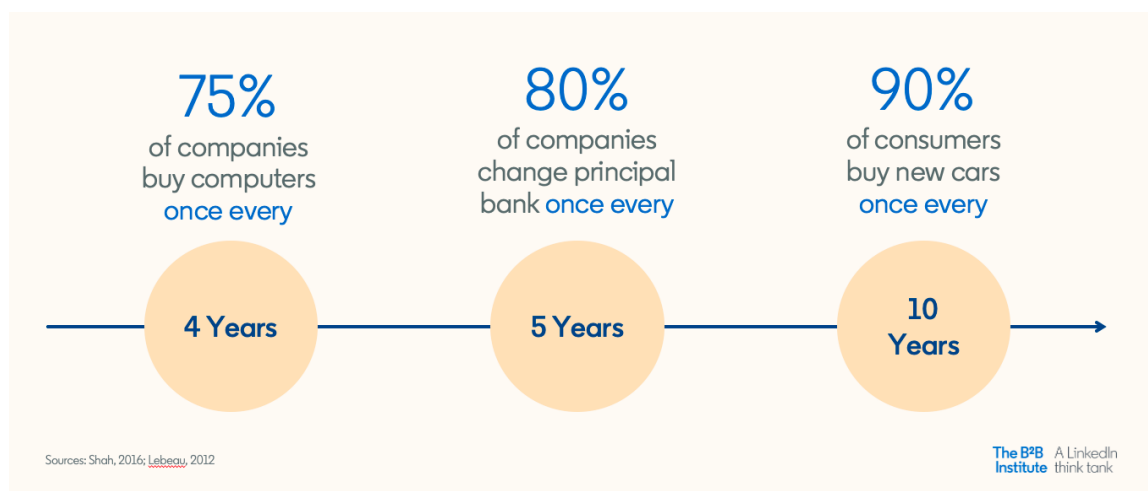 75%
of companies
buy computers
once every
80%
of companies
change principal
bank once every
90%
of consumers
buy new cars
once every
4 Years
5 Years
10
Years
Sources: Shah, 2016; Lebeau, 2012
The B²B
Institute
A LinkedIn
think tank